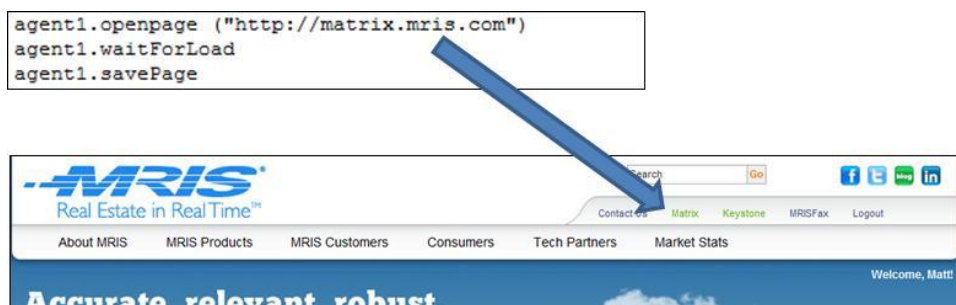 agent1.openpage ("http://matrix.mris.com")
agent1.waitForLoad
agent1.savePage
MRIS
Real Estate in Real Time™
Search
Go
blog
in
Contact Us
Matrix
Keystone
MRISFax
Logout
About MRIS
MRIS Products
MRIS Customers
Consumers
Tech Partners
Market Stats
Welcome, Matt!
Accurate, relevant, robust